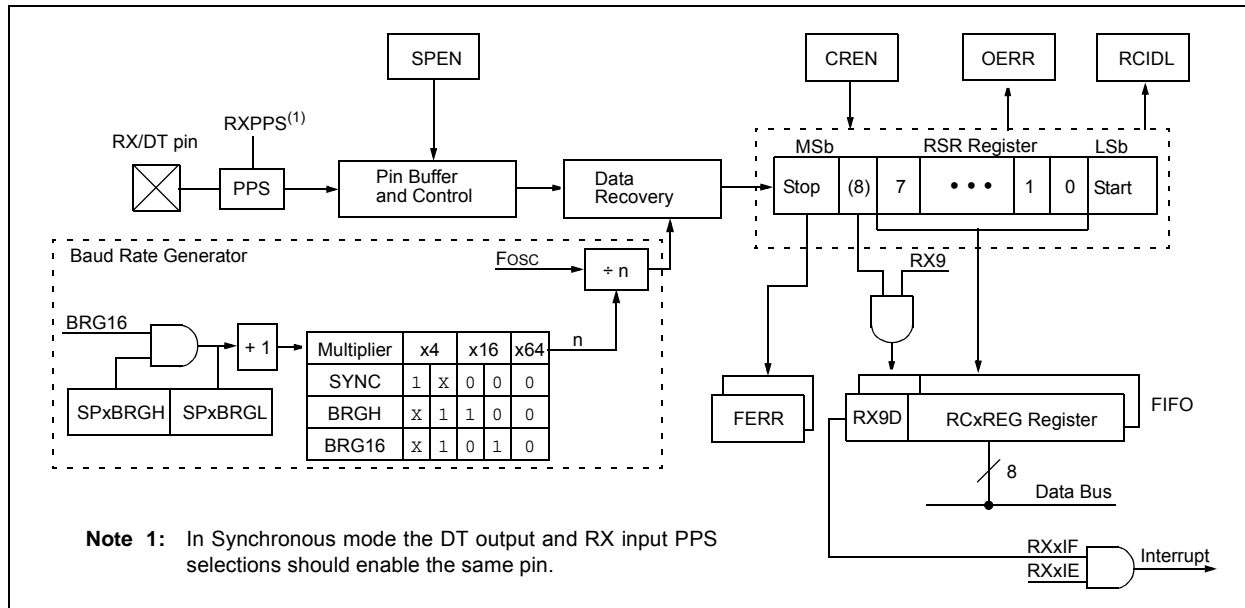 SPEN
CREN
OERR
RCIDL
RXPPS(1)
RX/DT pin
MSb RSR Register LSb
PPS
Pin Buffer
and Control
Data
Recovery
Stop (8) 7 • • • 1 0 Start
Baud Rate Generator
FOSC
÷ n
RX9
BRG16
+ 1
n
Multiplier x4 x16 x64
SYNC 1 X 0 0 0
BRGH X 1 1 0 0
BRG16 X 1 0 1 0
SPxBRGH SPxBRGL
FERR
RX9D RCxREG Register
FIFO
8
Data Bus
Note 1: In Synchronous mode the DT output and RX input PPS
selections should enable the same pin.
RXxIF
RXxIE
Interrupt